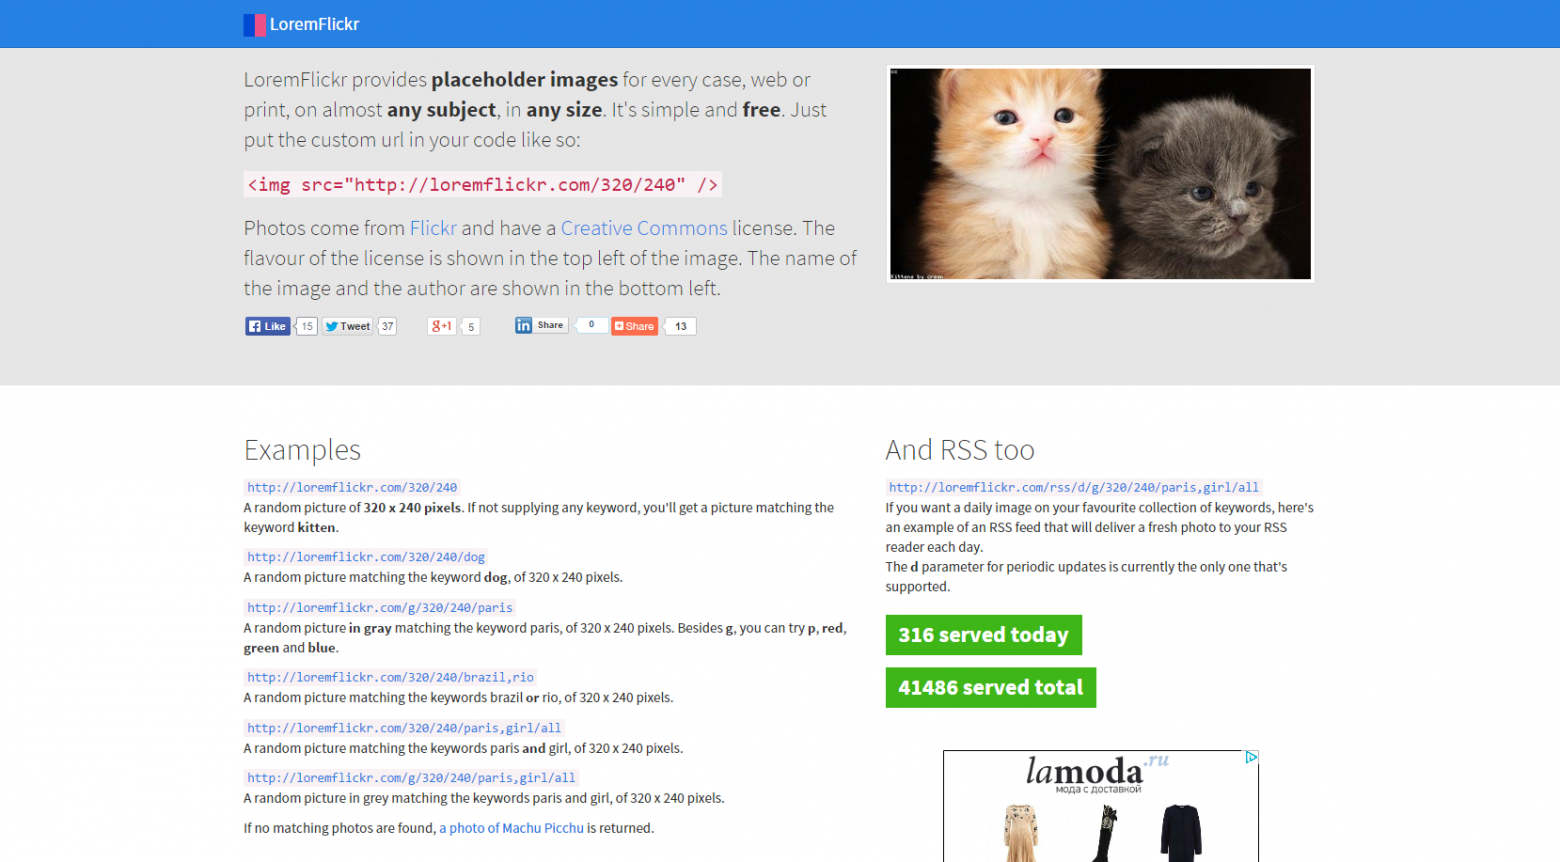 LoremFlickr
LoremFlickr provides placeholder images for every case, web or
print, on almost any subject, in any size. It's simple and free. Just
put the custom url in your code like so:
<img src="http://loremflickr.com/320/240" />
Photos come from Flickr and have a Creative Commons license. The
flavour of the license is shown in the top left of the image. The name of
the image and the author are shown in the bottom left.
Like 15 Tweet 37 g+1 5 in Share 0 Share 13
cc
Kittens by cröm
Examples
http://loremflickr.com/320/240
A random picture of 320 x 240 pixels. If not supplying any keyword, you'll get a picture matching the
keyword kitten.
http://loremflickr.com/320/240/dog
A random picture matching the keyword dog, of 320 x 240 pixels.
http://loremflickr.com/g/320/240/paris
A random picture in gray matching the keyword paris, of 320 x 240 pixels. Besides g, you can try p, red,
green and blue.
http://loremflickr.com/320/240/brazil,rio
A random picture matching the keywords brazil or rio, of 320 x 240 pixels.
http://loremflickr.com/320/240/paris,girl/all
A random picture matching the keywords paris and girl, of 320 x 240 pixels.
http://loremflickr.com/g/320/240/paris,girl/all
A random picture in grey matching the keywords paris and girl, of 320 x 240 pixels.
If no matching photos are found, a photo of Machu Picchu is returned.
And RSS too
http://loremflickr.com/rss/d/g/320/240/paris,girl/all
If you want a daily image on your favourite collection of keywords, here's
an example of an RSS feed that will deliver a fresh photo to your RSS
reader each day.
The d parameter for periodic updates is currently the only one that's
supported.
316 served today
41486 served total
lamoda.ru
мода с доставкой